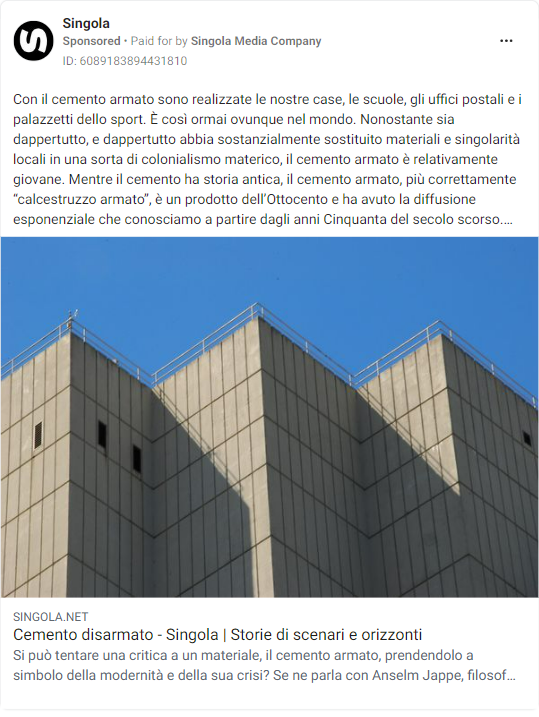 Singola
Sponsored • Paid for by Singola Media Company
ID: 6089183894431810
Con il cemento armato sono realizzate le nostre case, le scuole, gli uffici postali e i
palazzetti dello sport. È così ormai ovunque nel mondo. Nonostante sia
dappertutto, e dappertutto abbia sostanzialmente sostituito materiali e singolarità
locali in una sorta di colonialismo materico, il cemento armato è relativamente
giovane. Mentre il cemento ha storia antica, il cemento armato, più correttamente
“calcestruzzo armato”, è un prodotto dell’Ottocento e ha avuto la diffusione
esponenziale che conosciamo a partire dagli anni Cinquanta del secolo scorso....
SINGOLA.NET
Cemento disarmato - Singola | Storie di scenari e orizzonti
Si può tentare una critica a un materiale, il cemento armato, prendendolo a
simbolo della modernità e della sua crisi? Se ne parla con Anselm Jappe, filosof...